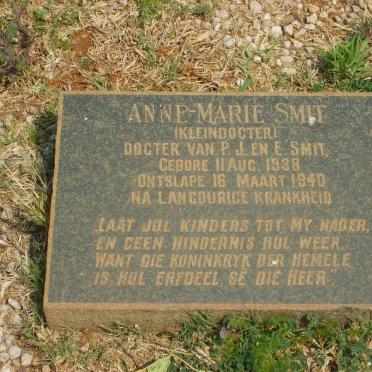 ANNE-MARIE SMIT
(KLEINDOCTER)
DOCTER VAN P.J. EN E. SMIT,
GEBORE 11 AUG. 1938
ONTSLAPE 16 MAART 1940
NA LANGDURIGE KRANKHEID
"LAAT JUL KINDERS TOT MY NADER,
EN GEEN HINDERNIS HUL WEER
WANT DIE KONINKRYK DER HEMELE
IS HUL ERFDEEL, SÊ DIE HEER".